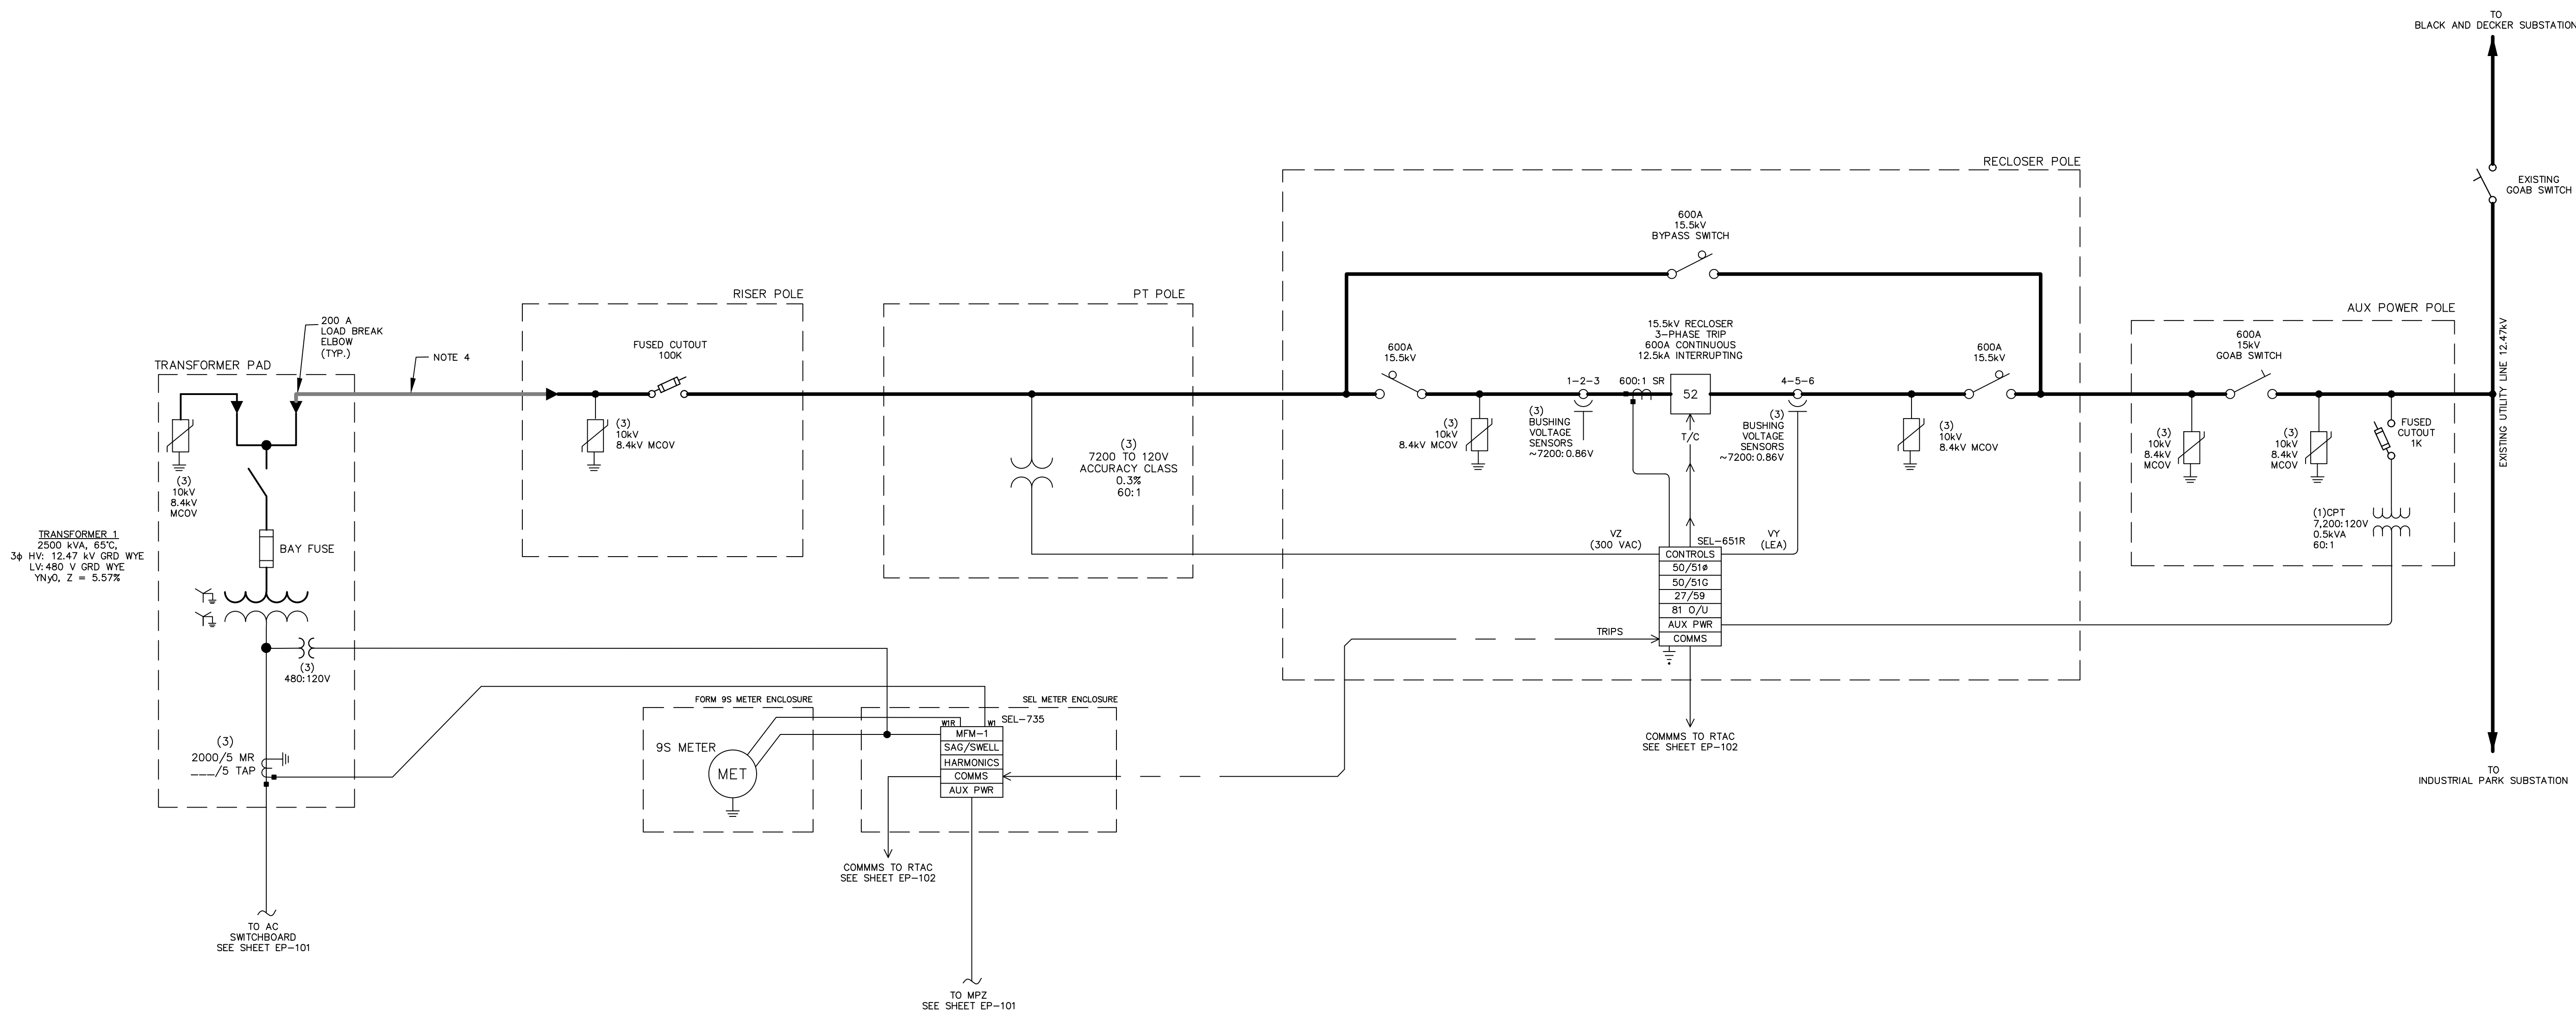 TO
BLACK AND DECKER SUBSTATION
EXISTING
GOAB SWITCH
EXISTING UTILITY LINE 12.47kV
TO
INDUSTRIAL PARK SUBSTATION
RECLOSER POLE
600A
15.5kV
BYPASS SWITCH
15.5kV RECLOSER
3-PHASE TRIP
600A CONTINUOUS
12.5kA INTERRUPTING
600A
15.5kV
600A
15.5kV
1-2-3
600:1 SR
52
4-5-6
(3)
10kV
8.4kV MCOV
(3)
BUSHING
VOLTAGE
SENSORS
~7200:0.86V
T/C
(3)
BUSHING
VOLTAGE
SENSORS
~7200:0.86V
(3)
10kV
8.4kV MCOV
VZ
(300 VAC)
SEL-651R
VY
(LEA)
CONTROLS
50/51ø
50/51G
27/59
81 O/U
AUX PWR
COMMS
TRIPS
COMMMS TO RTAC
SEE SHEET EP-102
AUX POWER POLE
600A
15kV
GOAB SWITCH
(3)
10kV
8.4kV
MCOV
(3)
10kV
8.4kV
MCOV
FUSED
CUTOUT
1K
(1)CPT
7,200:120V
0.5kVA
60:1
PT POLE
(3)
7200 TO 120V
ACCURACY CLASS
0.3%
60:1
RISER POLE
FUSED CUTOUT
100K
(3)
10kV
8.4kV MCOV
200 A
LOAD BREAK
ELBOW
(TYP.)
NOTE 4
TRANSFORMER PAD
(3)
10kV
8.4kV
MCOV
TRANSFORMER 1
2500 kVA, 65°C,
3ϕ HV: 12.47 kV GRD WYE
LV:480 V GRD WYE
YNy0, Z = 5.57%
BAY FUSE
(3)
480:120V
(3)
2000/5 MR
___/5 TAP
TO AC
SWITCHBOARD
SEE SHEET EP-101
FORM 9S METER ENCLOSURE
9S METER
MET
SEL METER ENCLOSURE
W1R
W1
SEL-735
MFM-1
SAG/SWELL
HARMONICS
COMMS
AUX PWR
COMMMS TO RTAC
SEE SHEET EP-102
TO MPZ
SEE SHEET EP-101